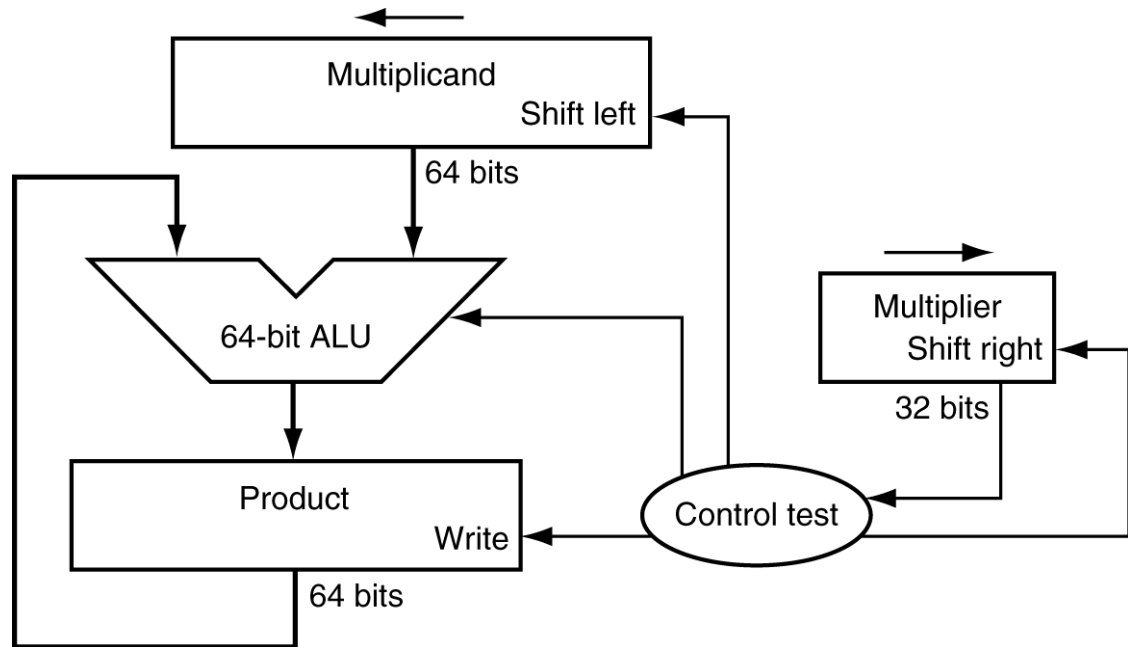 Multiplicand
Shift left
64 bits
64-bit ALU
Multiplier
Shift right
32 bits
Product
Write
64 bits
Control test